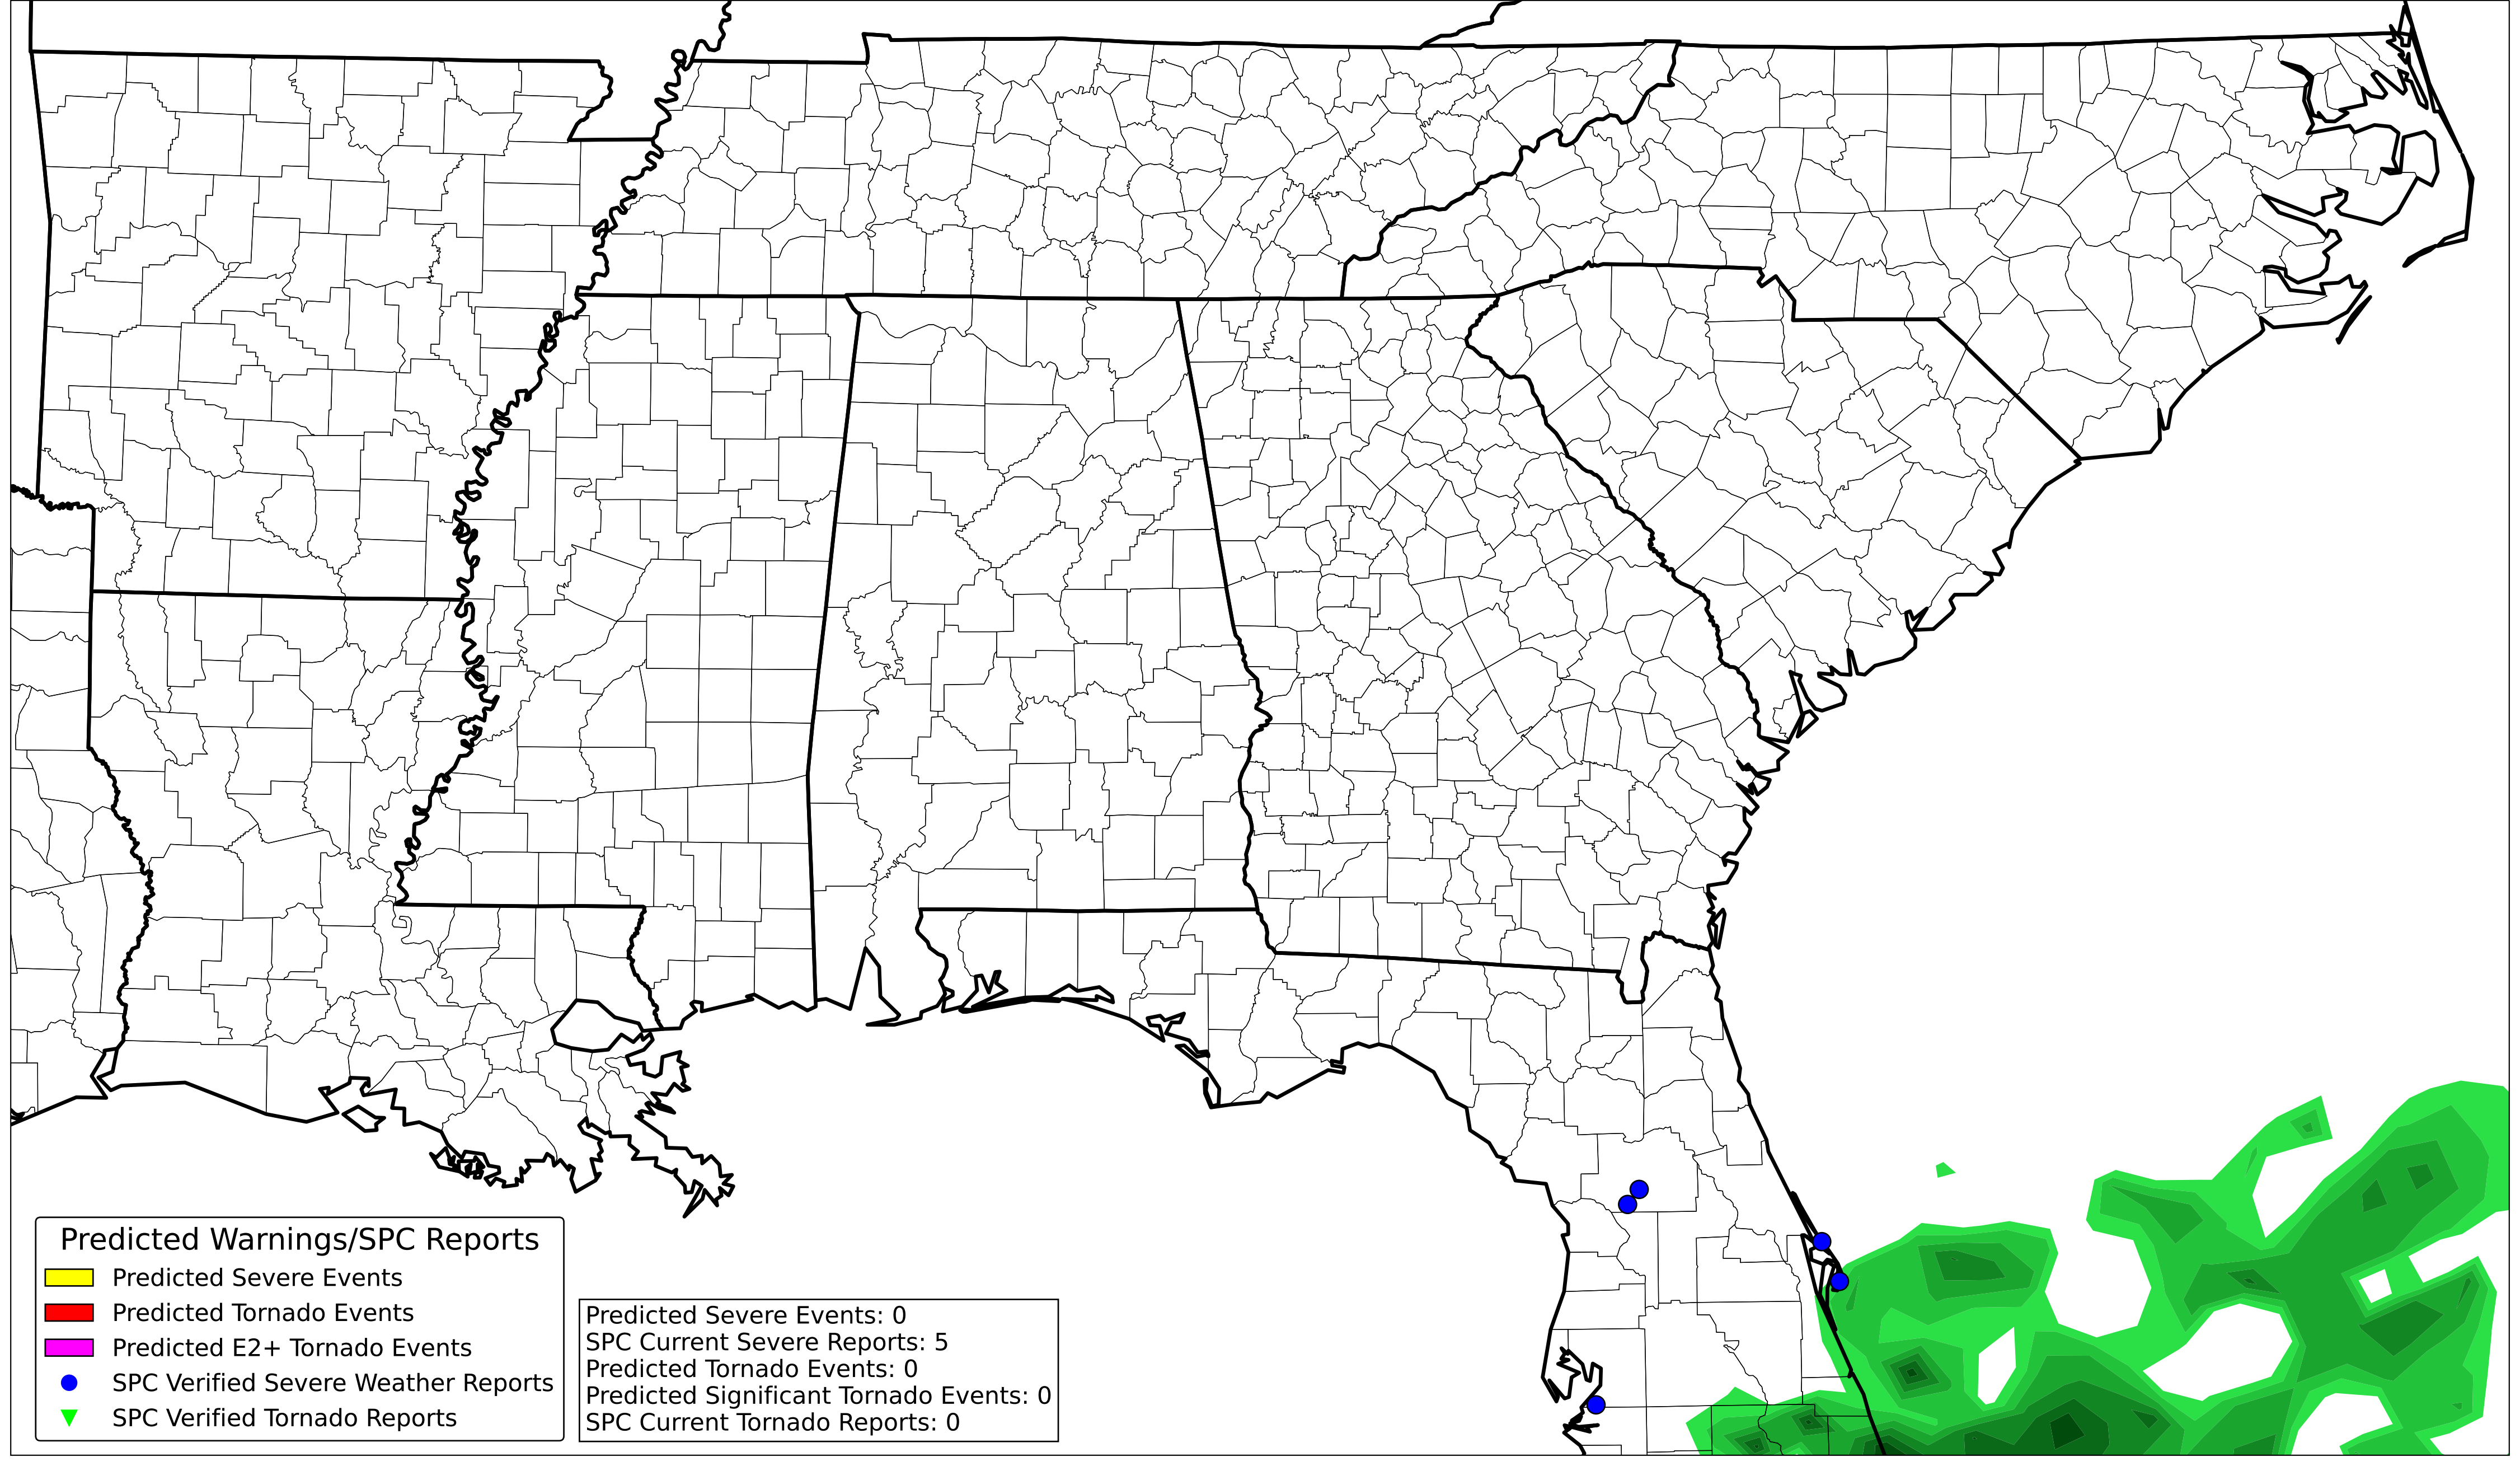 Predicted Warnings/SPC Reports
Predicted Severe Events
Predicted Tornado Events
Predicted E2+ Tornado Events
SPC Verified Severe Weather Reports
SPC Verified Tornado Reports
Predicted Severe Events: 0
SPC Current Severe Reports: 5
Predicted Tornado Events: 0
Predicted Significant Tornado Events: 0
SPC Current Tornado Reports: 0